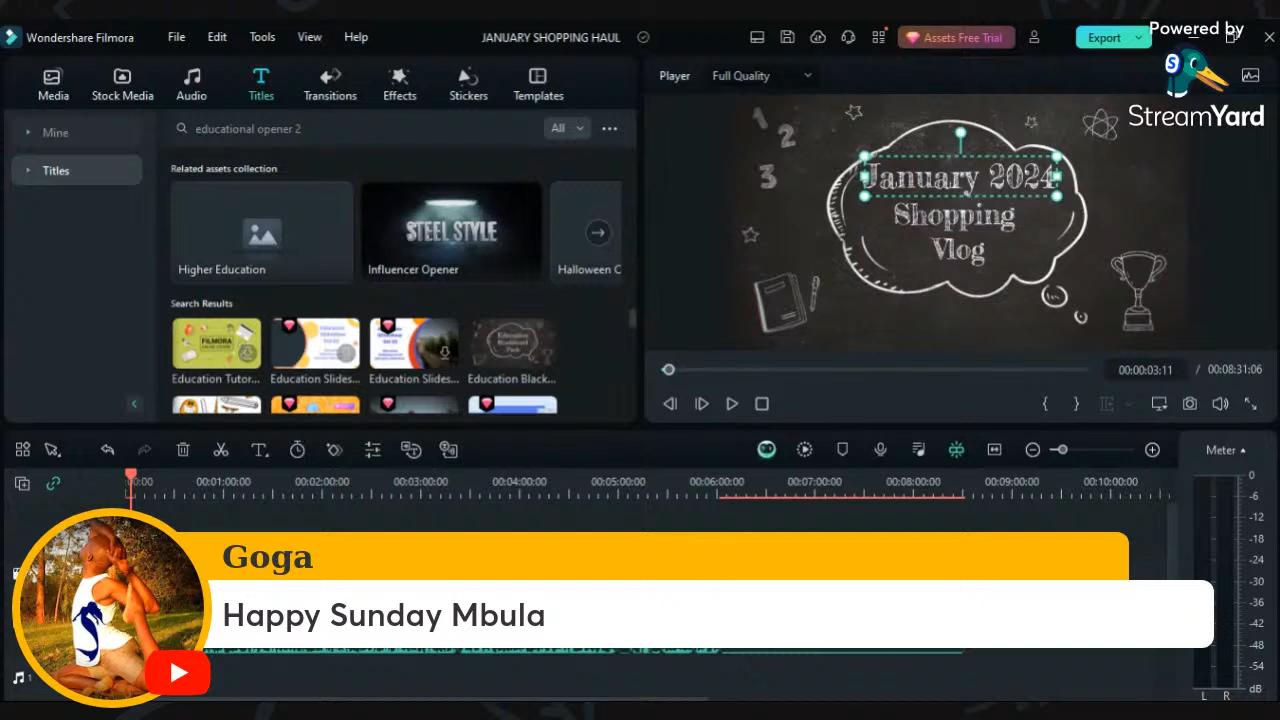 Powered by
StreamYard
Wondershare Filmora
File Edit Tools View Help
JANUARY SHOPPING HAUL
Assets Free Trial
Export
Media
Stock Media
Audio
Titles
Transitions
Effects
Stickers
Templates
Player
Full Quality
Mine
Titles
educational opener 2
All
Related assets collection
STEEL STYLE
Higher Education
Influencer Opener
Halloween C
Search Results
FILMORA
Education Tutor...
Education Slides...
Education Slides...
Education Black...
1
2
3
January 2024
Shopping
Vlog
00:00:03:11 / 00:08:31:06
Meter
00:00 00:01:00:00 00:02:00:00 00:03:00:00 00:04:00:00 00:05:00:00 00:06:00:00 00:07:00:00 00:08:00:00 00:09:00:00 00:10:00:00
0
-6
-12
-18
-24
-30
-36
-42
-48
-54
dB
L R
Goga
Happy Sunday Mbula
1